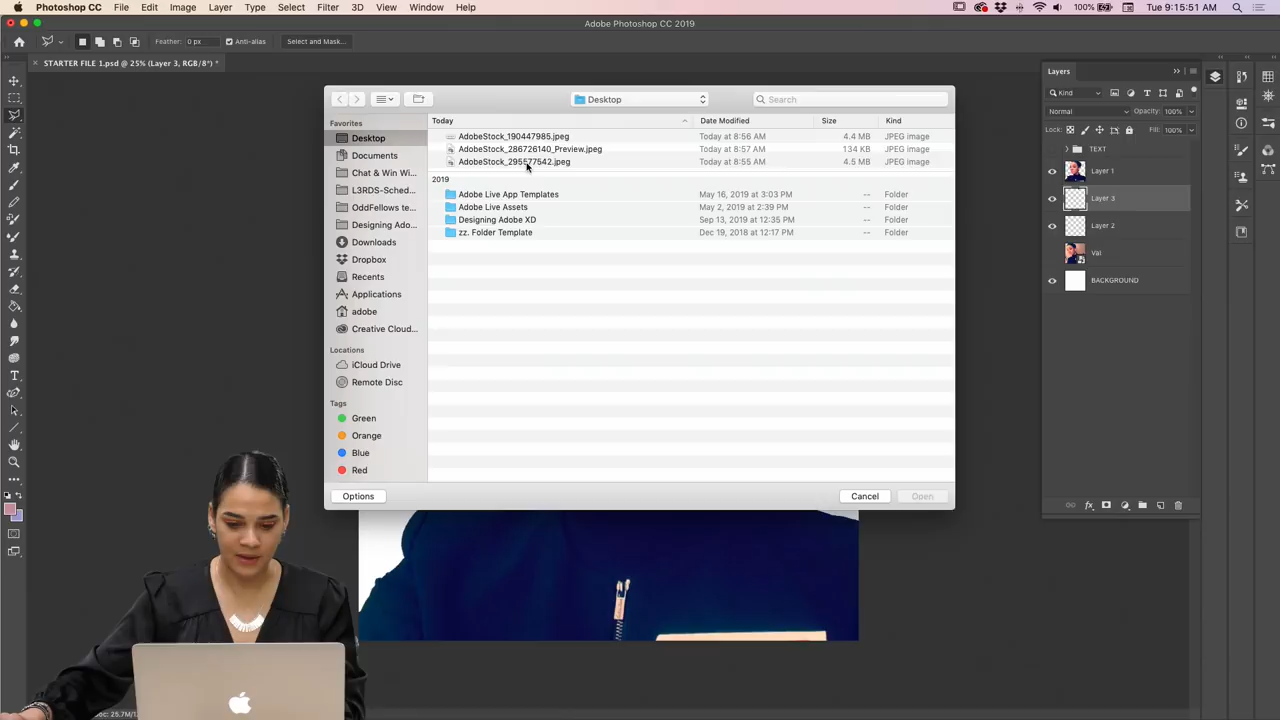 Photoshop CC File Edit Image Layer Type Select Filter 3D View Window Help 100% Tue 9:15:51 AM
Adobe Photoshop CC 2019
Feather: 0 px Anti-alias Select and Mask...
STARTER FILE 1.psd @ 25% (Layer 3, RGB/8*) *
Layers
Kind
Normal Opacity: 100%
Lock: Fill: 100%
TEXT
Layer 1
Layer 3
Layer 2
Val
BACKGROUND
Desktop
Search
Favorites
Desktop
Documents
Chat & Win Wi...
L3RDS-Sched...
OddFellows te...
Designing Ado...
Downloads
Dropbox
Recents
Applications
adobe
Creative Cloud...
Locations
iCloud Drive
Remote Disc
Tags
Green
Orange
Blue
Red
Today Date Modified Size Kind
AdobeStock_190447985.jpeg Today at 8:56 AM 4.4 MB JPEG image
AdobeStock_286726140_Preview.jpeg Today at 8:57 AM 134 KB JPEG image
AdobeStock_295577542.jpeg Today at 8:55 AM 4.5 MB JPEG image
2019
Adobe Live App Templates May 16, 2019 at 3:03 PM -- Folder
Adobe Live Assets May 2, 2019 at 2:39 PM -- Folder
Designing Adobe XD Sep 13, 2019 at 12:35 PM -- Folder
zz. Folder Template Dec 19, 2018 at 12:17 PM -- Folder
Options Cancel Open